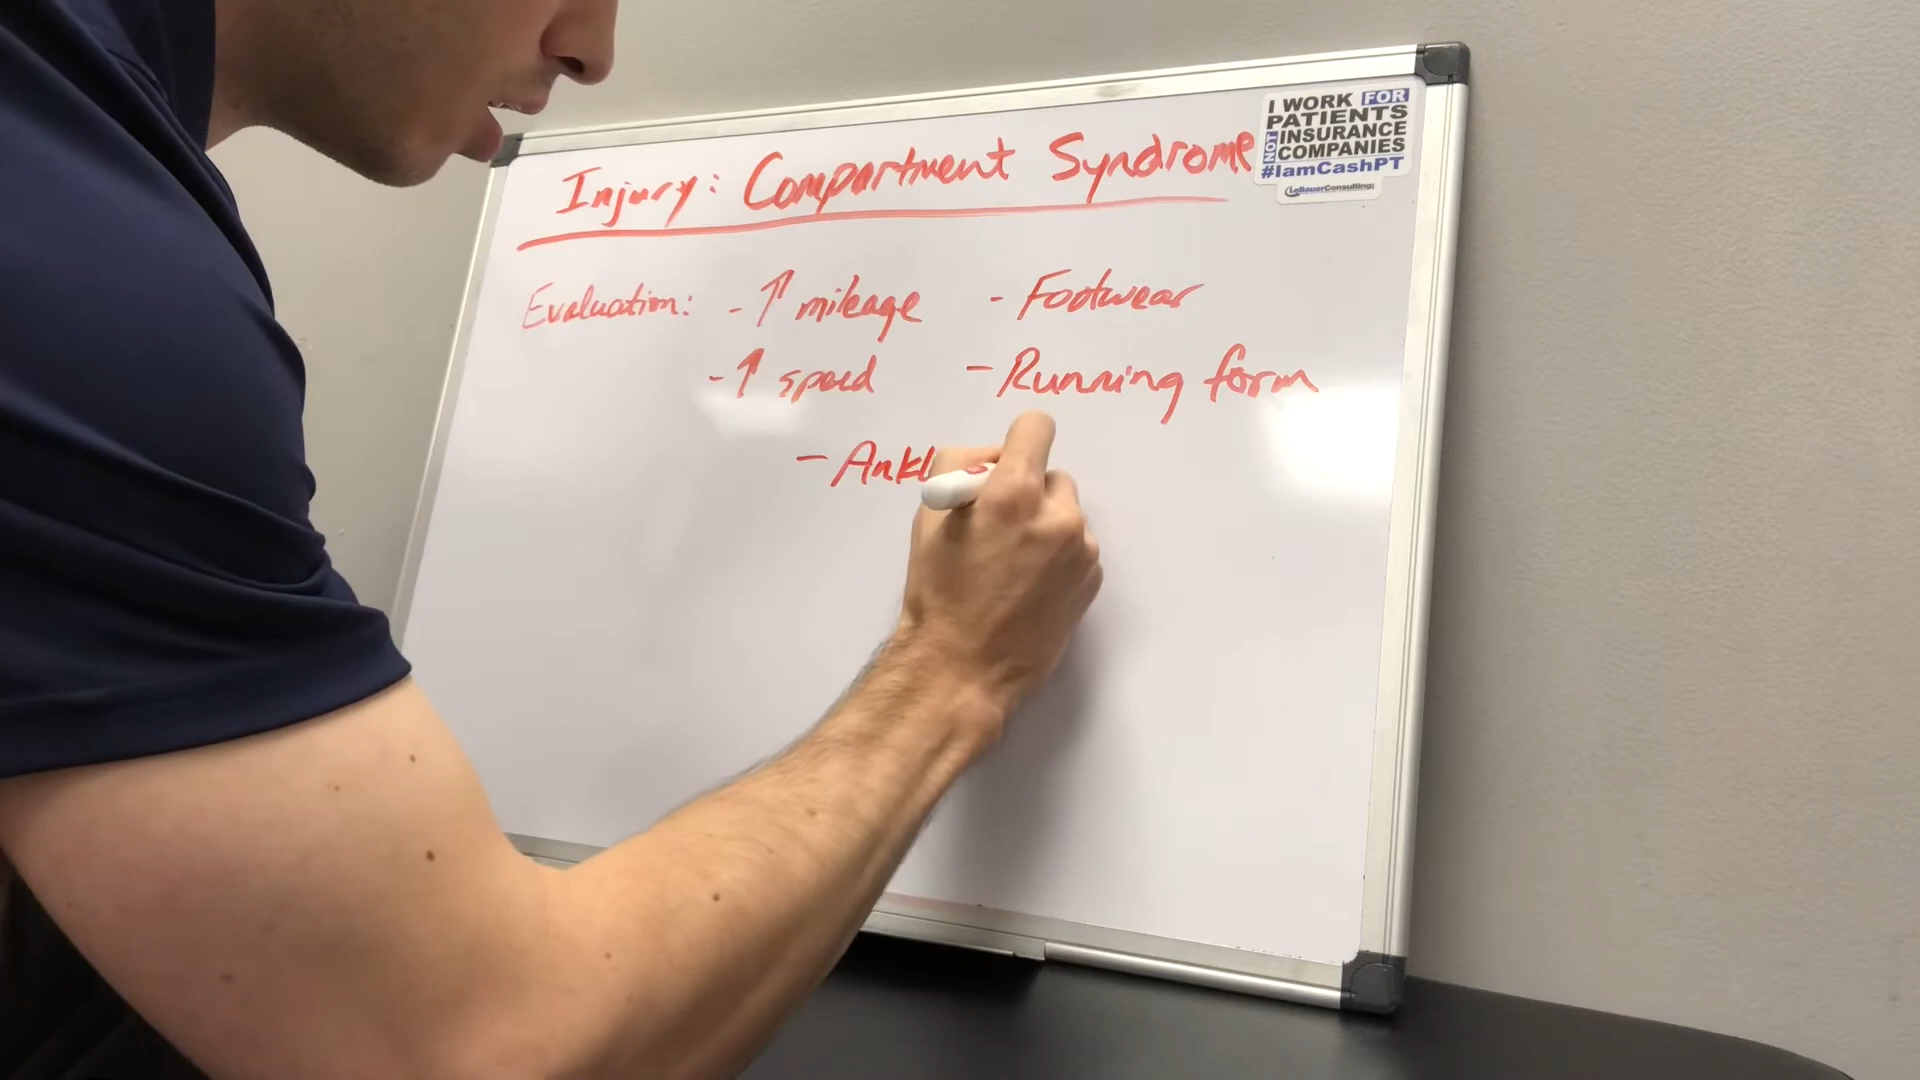 Injury: Compartment Syndrome
Evaluation: - ↑ mileage - Footwear
- ↑ speed - Running form
- Ankl
I WORK FOR
PATIENTS
NOT INSURANCE
COMPANIES
#IamCashPT
LeBauerConsulting